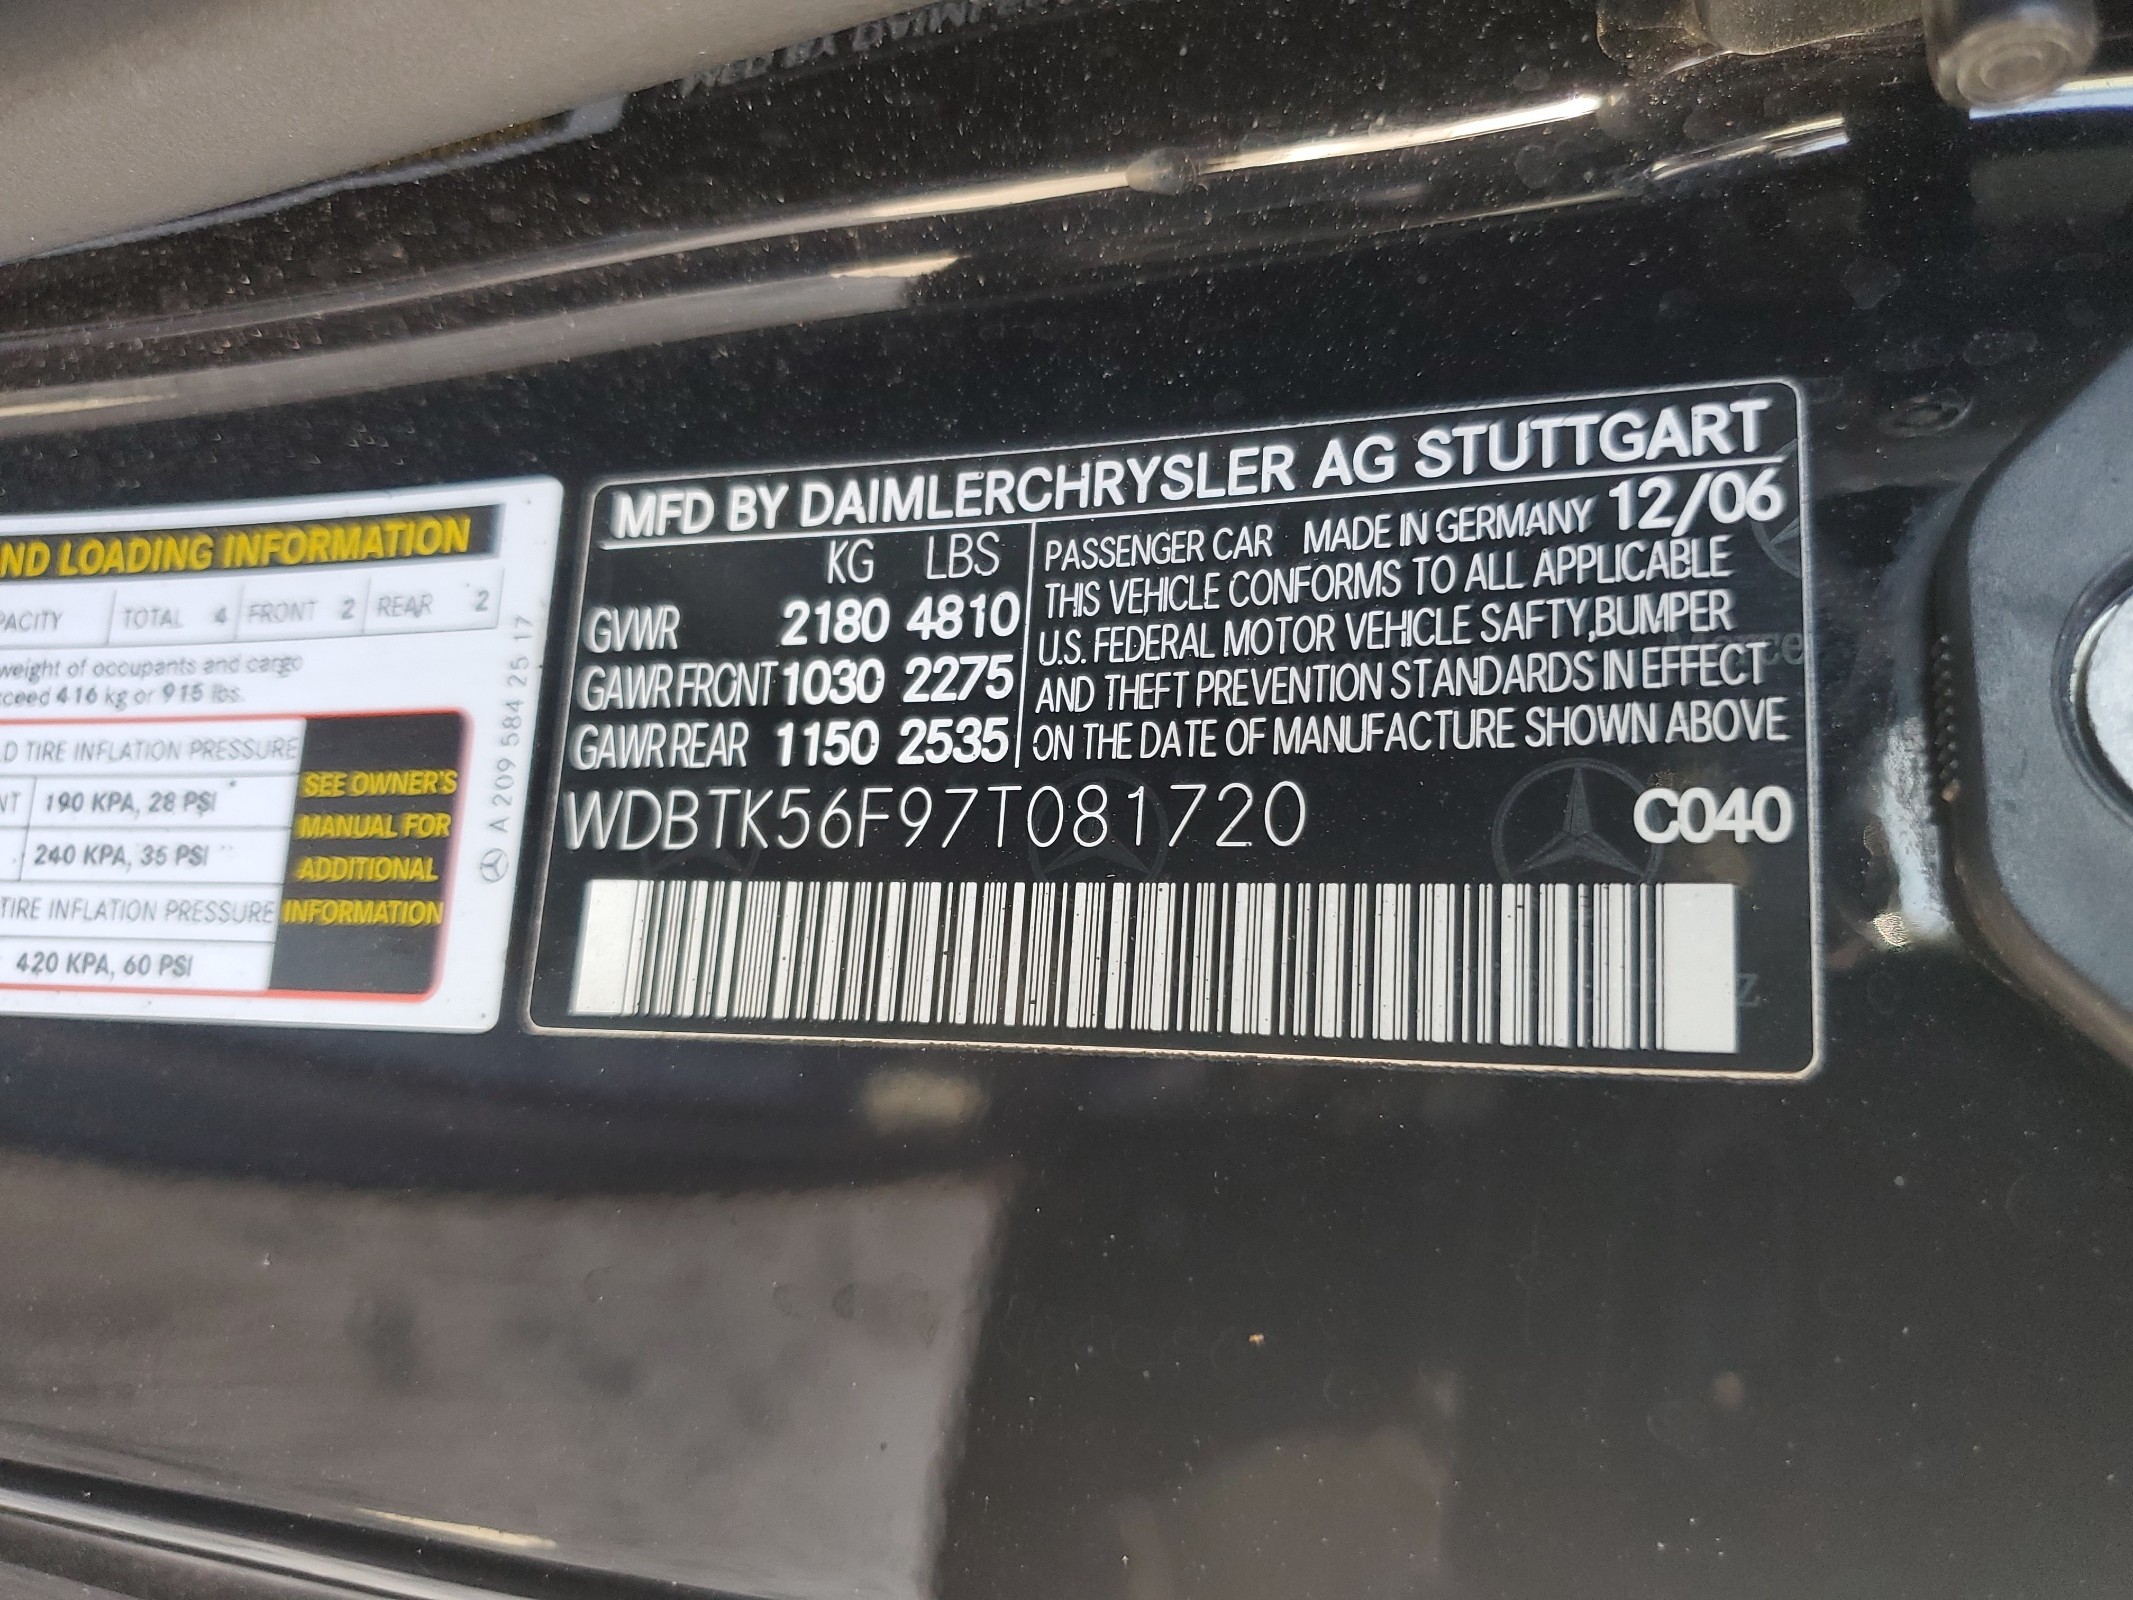 ND LOADING INFORMATION
PACITY TOTAL 4 FRONT 2 REAR 2
weight of occupants and cargo
ceed 416 kg or 915 lbs.
D TIRE INFLATION PRESSURE
NT 190 KPA, 28 PSI
240 KPA, 35 PSI
TIRE INFLATION PRESSURE
420 KPA, 60 PSI
SEE OWNER'S
MANUAL FOR
ADDITIONAL
INFORMATION
A 209 584 25 17
MFD BY DAIMLERCHRYSLER AG STUTTGART
KG LBS
GVWR 2180 4810
GAWR FRONT 1030 2275
GAWR REAR 1150 2535
PASSENGER CAR MADE IN GERMANY 12/06
THIS VEHICLE CONFORMS TO ALL APPLICABLE
U.S. FEDERAL MOTOR VEHICLE SAFTY,BUMPER
AND THEFT PREVENTION STANDARDS IN EFFECT
ON THE DATE OF MANUFACTURE SHOWN ABOVE
WDBTK56F97T081720 C040